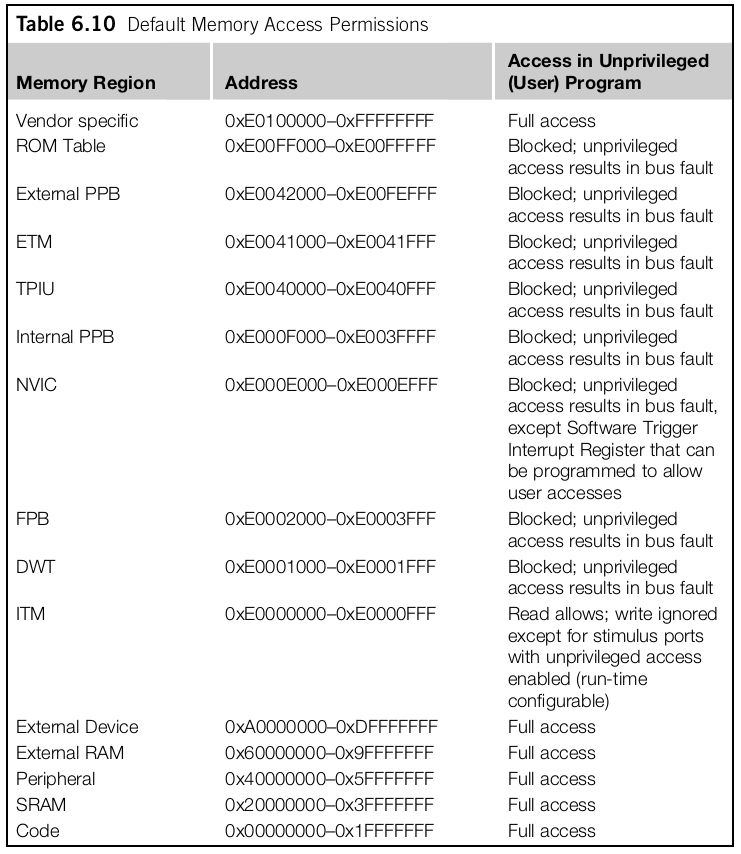 Table 6.10 Default Memory Access Permissions
Memory Region Address Access in Unprivileged
(User) Program
Vendor specific 0xE0100000–0xFFFFFFFF Full access
ROM Table 0xE00FF000–0xE00FFFFF Blocked; unprivileged
access results in bus fault
External PPB 0xE0042000–0xE00FEFFF Blocked; unprivileged
access results in bus fault
ETM 0xE0041000–0xE0041FFF Blocked; unprivileged
access results in bus fault
TPIU 0xE0040000–0xE0040FFF Blocked; unprivileged
access results in bus fault
Internal PPB 0xE000F000–0xE003FFFF Blocked; unprivileged
access results in bus fault
NVIC 0xE000E000–0xE000EFFF Blocked; unprivileged
access results in bus fault,
except Software Trigger
Interrupt Register that can
be programmed to allow
user accesses
FPB 0xE0002000–0xE0003FFF Blocked; unprivileged
access results in bus fault
DWT 0xE0001000–0xE0001FFF Blocked; unprivileged
access results in bus fault
ITM 0xE0000000–0xE0000FFF Read allows; write ignored
except for stimulus ports
with unprivileged access
enabled (run-time
configurable)
External Device 0xA0000000–0xDFFFFFFF Full access
External RAM 0x60000000–0x9FFFFFFF Full access
Peripheral 0x40000000–0x5FFFFFFF Full access
SRAM 0x20000000–0x3FFFFFFF Full access
Code 0x00000000–0x1FFFFFFF Full access